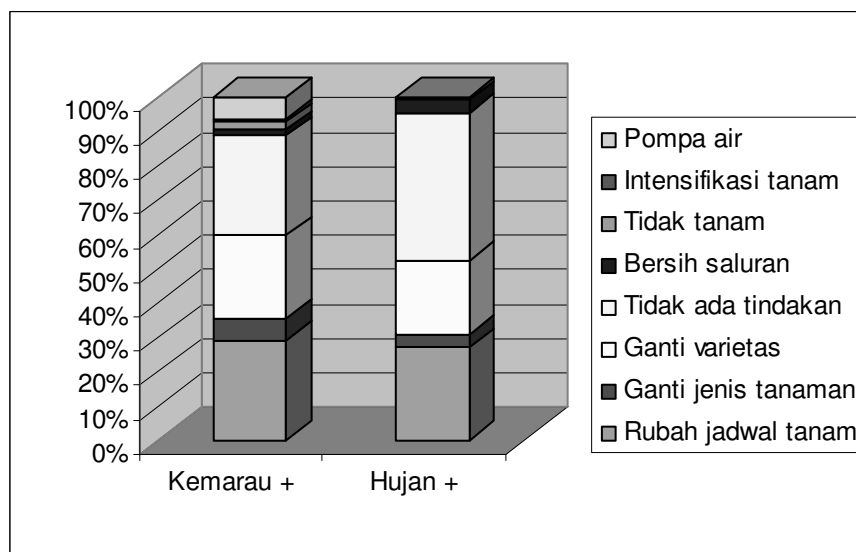 100%
90%
80%
70%
60%
50%
40%
30%
20%
10%
0%
Kemarau +
Hujan +
Pompa air
Intensifikasi tanam
Tidak tanam
Bersih saluran
Tidak ada tindakan
Ganti varietas
Ganti jenis tanaman
Rubah jadwal tanam